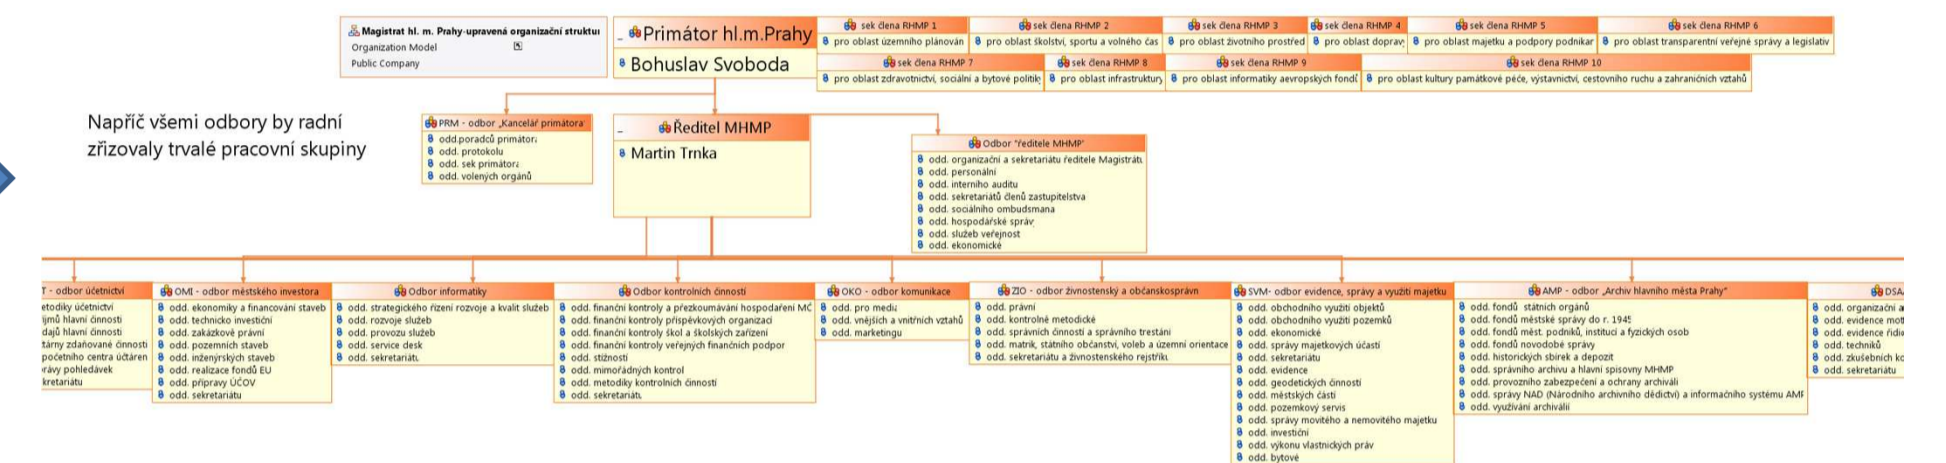 Magistrat hl. m. Prahy-upravená organizační struktur
Organization Model
Public Company
Primátor hl.m.Prahy
Bohuslav Svoboda
sek člena RHMP 1
pro oblast územního plánován
sek člena RHMP 2
pro oblast školství, sportu a volného čas
sek člena RHMP 3
pro oblast životního prostřed
sek člena RHMP 4
pro oblast doprav
sek člena RHMP 5
pro oblast majetku a podpory podnikar
sek člena RHMP 6
pro oblast transparentní veřejné správy a legislativ
sek člena RHMP 7
pro oblast zdravotnictví, sociální a bytové politik
sek člena RHMP 8
pro oblast infrastruktury
sek člena RHMP 9
pro oblast informatiky aevropských fondů
sek člena RHMP 10
pro oblast kultury památkové péče, výstavnictví, cestovního ruchu a zahraničních vztahů
Napříč všemi odbory by radní
zřizovaly trvalé pracovní skupiny
PRM - odbor „Kancelář primátora"
odd.poradců primátora
odd. protokolu
odd. sek primátora
odd. volených orgánů
Ředitel MHMP
Martin Trnka
Odbor "ředitele MHMP"
odd. organizační a sekretariátu ředitele Magistrátu
odd. personální
odd. interního auditu
odd. sekretariátů členů zastupitelstva
odd. sociálního ombudsmana
odd. hospodářské správ
odd. služeb veřejnost
odd. ekonomické
T - odbor účetnictví
etodiky účetnictví
íjmů hlavní činnosti
dajů hlavní činnosti
tárny zdaňované činnosti
početního centra účtáren
rávy pohledávek
kretariátu
OMI - odbor městského investora
odd. ekonomiky a financování staveb
odd. technicko investiční
odd. zakázkové právní
odd. pozemních staveb
odd. inženýrských staveb
odd. realizace fondů EU
odd. přípravy ÚČOV
odd. sekretariátu
Odbor informatiky
odd. strategického řízení rozvoje a kvalit služeb
odd. rozvoje služeb
odd. provozu služeb
odd. service desk
odd. sekretariátu
Odbor kontrolních činností
odd. finanční kontroly a přezkoumávání hospodaření MČ
odd. finanční kontroly příspěvkových organizací
odd. finanční kontroly škol a školských zařízení
odd. finanční kontroly veřejných finančních podpor
odd. stížností
odd. mimořádných kontrol
odd. metodiky kontrolních činností
odd. sekretariátu
OKO - odbor komunikace
odd. pro media
odd. vnějších a vnitřních vztahů
odd. marketingu
ZIO - odbor živnostenský a občanskosprávn
odd. právní
odd. kontrolně metodické
odd. správních činností a správního trestání
odd. matrik, státního občanství, voleb a územní orientace
odd. sekretariátu a živnostenského rejstříku
SVM- odbor evidence, správy a využití majetku
odd. obchodního využití objektů
odd. obchodního využití pozemků
odd. ekonomické
odd. správy majetkových účastí
odd. sekretariátu
odd. evidence
odd. geodetických činností
odd. městských částí
odd. pozemkový servis
odd. správy movitého a nemovitého majetku
odd. investiční
odd. výkonu vlastnických práv
odd. bytové
AMP - odbor „Archiv hlavního města Prahy"
odd. fondů státních orgánů
odd. fondů městské správy do r. 1945
odd. fondů měst. podniků, institucí a fyzických osob
odd. fondů novodobé správy
odd. historických sbírek a depozit
odd. správního archivu a hlavní spisovny MHMP
odd. provozního zabezpečení a ochrany archiválií
odd. správy NAD (Národního archivního dědictví) a informačního systému AMP
odd. využívání archiválií
DSA
odd. organizační a
odd. evidence mot
odd. evidence řidi
odd. techniků
odd. zkušebních ko
odd. sekretariátu